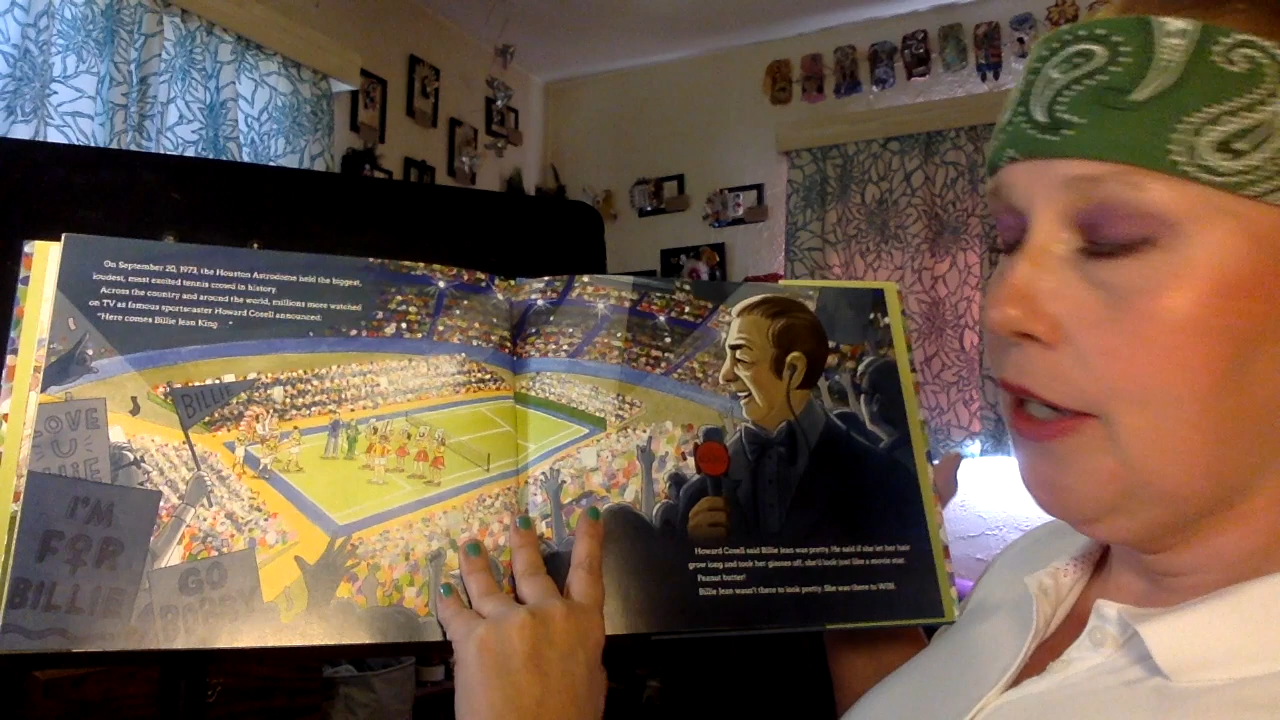 On September 20, 1973, the Houston Astrodome held the biggest,
loudest, most excited tennis crowd in history.
Across the country and around the world, millions more watched
on TV as famous sportscaster Howard Cosell announced:
"Here comes Billie Jean King
BILLIE
LOVE
U
I'M
FOR
BILLIE
GO
BOBBY
Howard Cosell said Billie Jean was pretty. He said if she let her hair
grow long and took her glasses off, she'd look just like a movie star.
Peanut butter!
Billie Jean wasn't there to look pretty. She was there to WIN.